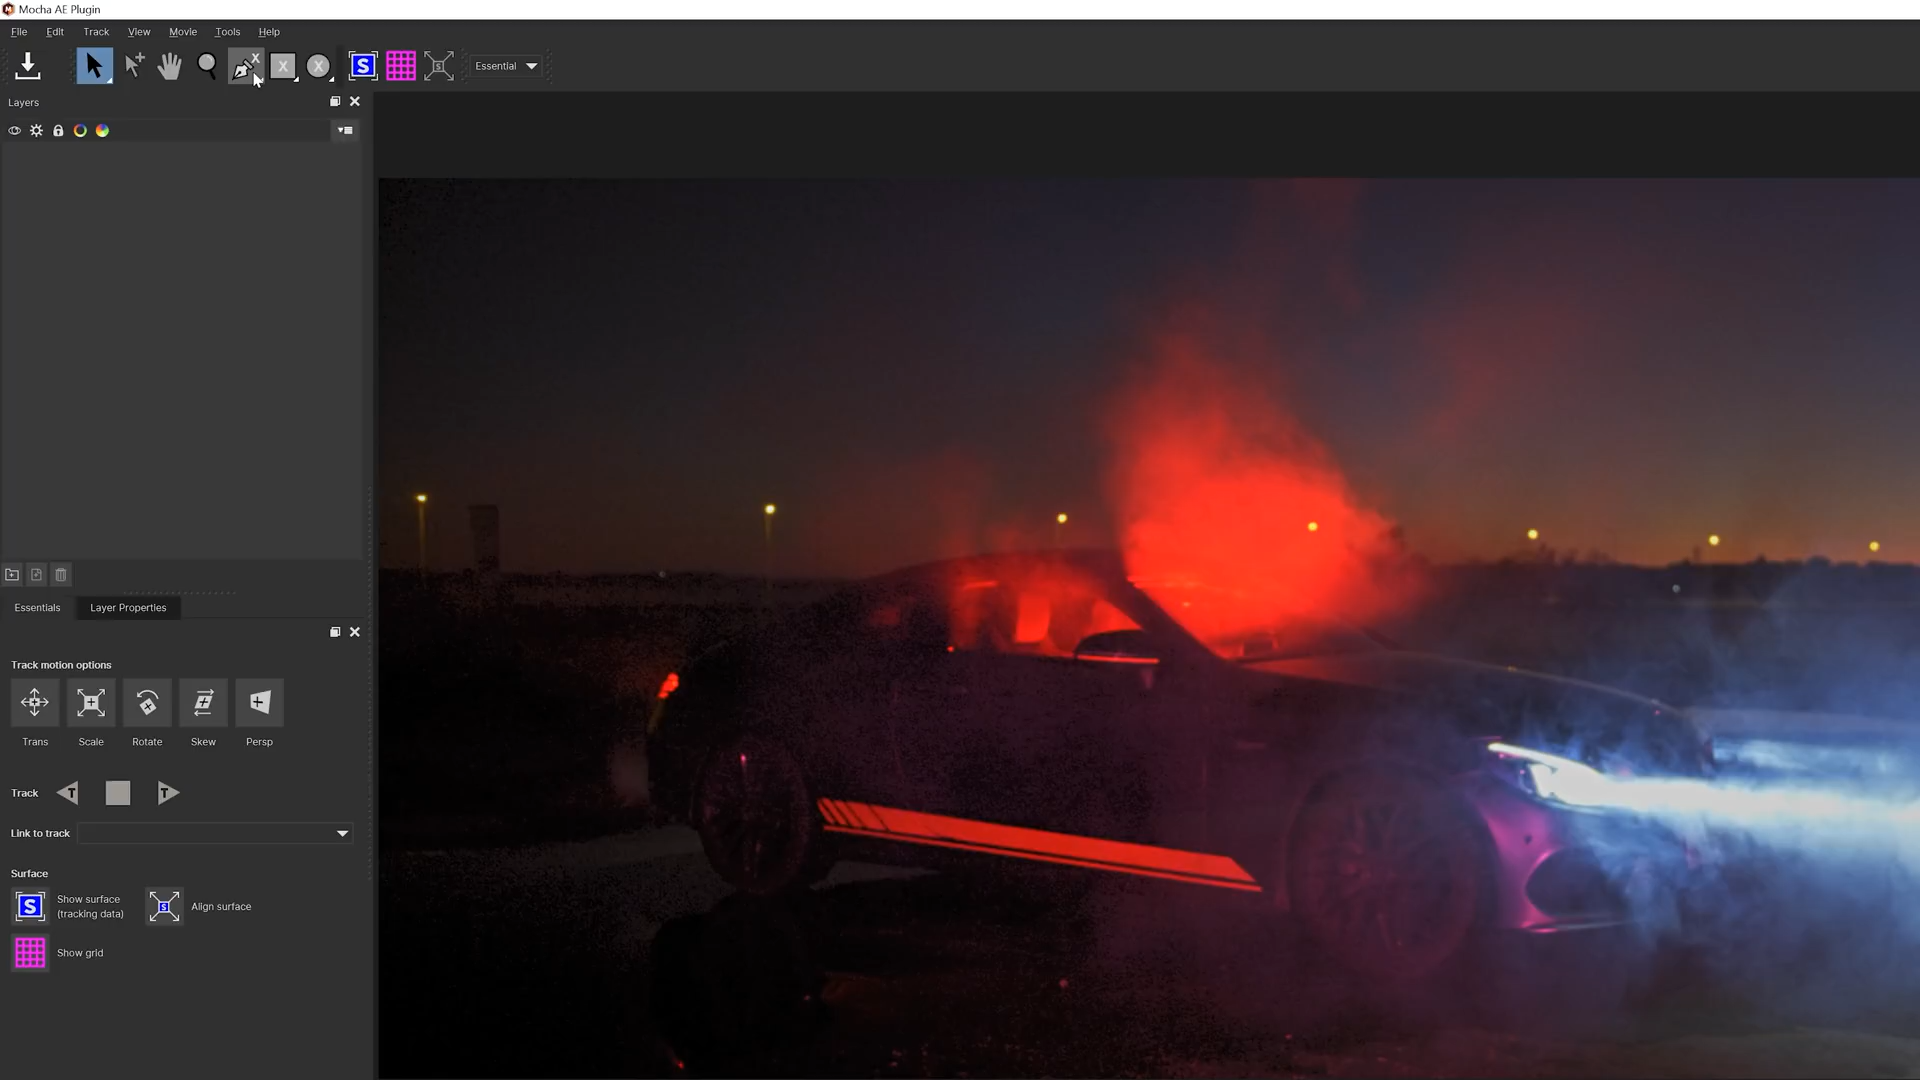 Mocha AE Plugin
File Edit Track View Movie Tools Help
X X X S S Essential
Layers
Essentials Layer Properties
Track motion options
Trans Scale Rotate Skew Persp
Track T T
Link to track
Surface
S Show surface
(tracking data)
S Align surface
Show grid